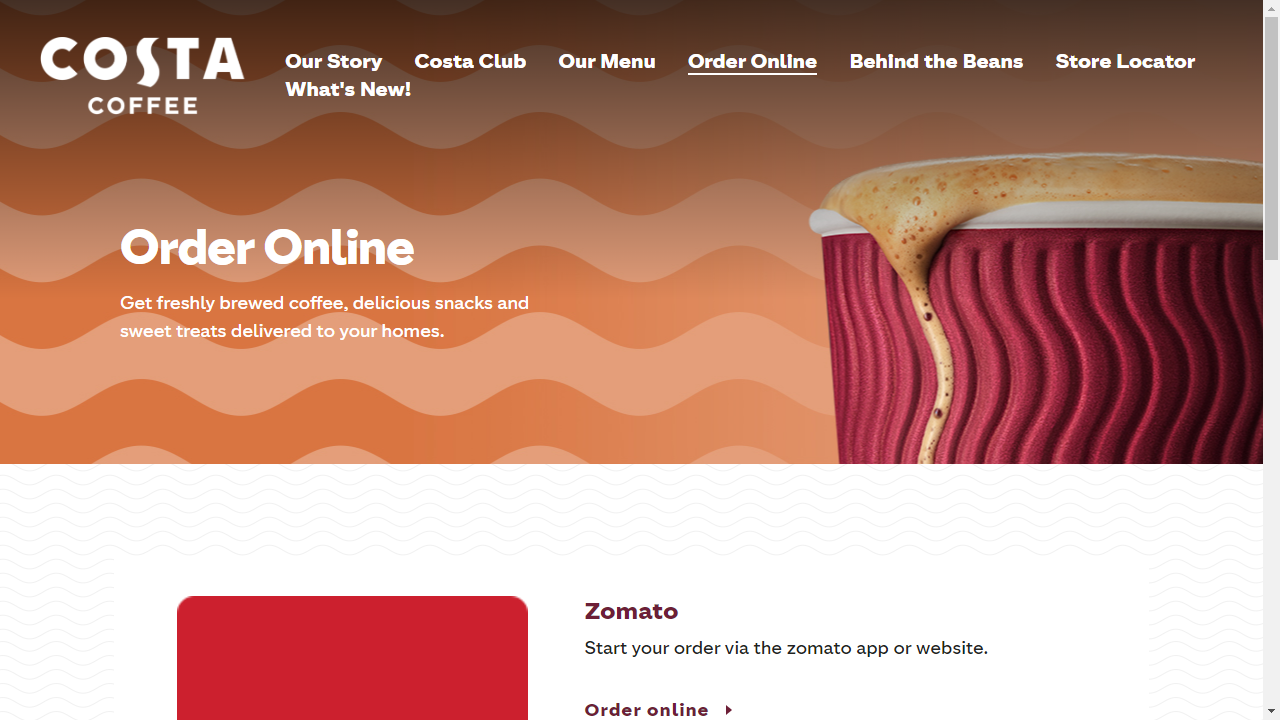 COSTA
COFFEE
Our Story Costa Club Our Menu Order Online Behind the Beans Store Locator
What's New!
Order Online
Get freshly brewed coffee, delicious snacks and
sweet treats delivered to your homes.
Zomato
Start your order via the zomato app or website.
Order online